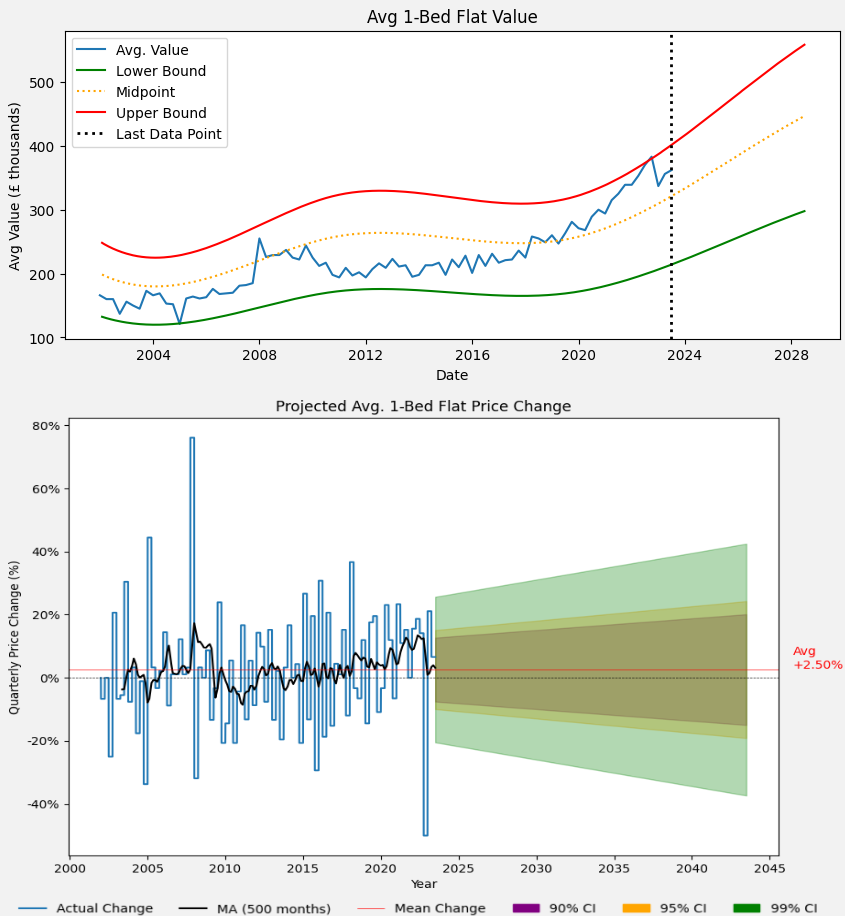 Avg 1-Bed Flat Value
Avg Value (£ thousands)
500
400
300
200
100
Avg. Value
Lower Bound
Midpoint
Upper Bound
Last Data Point
2004 2008 2012 2016 2020 2024 2028
Date
Projected Avg. 1-Bed Flat Price Change
Quarterly Price Change (%)
80%
60%
40%
20%
0%
-20%
-40%
Avg
+2.50%
2000 2005 2010 2015 2020 2025 2030 2035 2040 2045
Year
Actual Change MA (500 months) Mean Change 90% CI 95% CI 99% CI